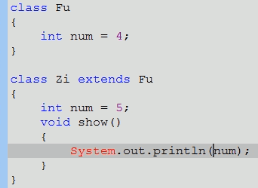 class Fu
{
    int num = 4;
}
class Zi extends Fu
{
    int num = 5;
    void show()
    {
        System.out.println(num);
    }
}